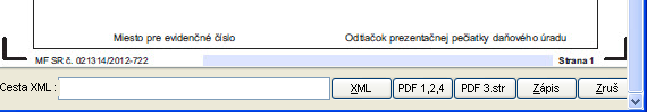 Miesto pre evidenčné číslo Odtlačok prezentačnej pečiatky daňového úradu
MF SR č. 021314/2012-722 Strana 1
Cesta XML : XML PDF 1,2,4 PDF 3.str Zápis Zruš